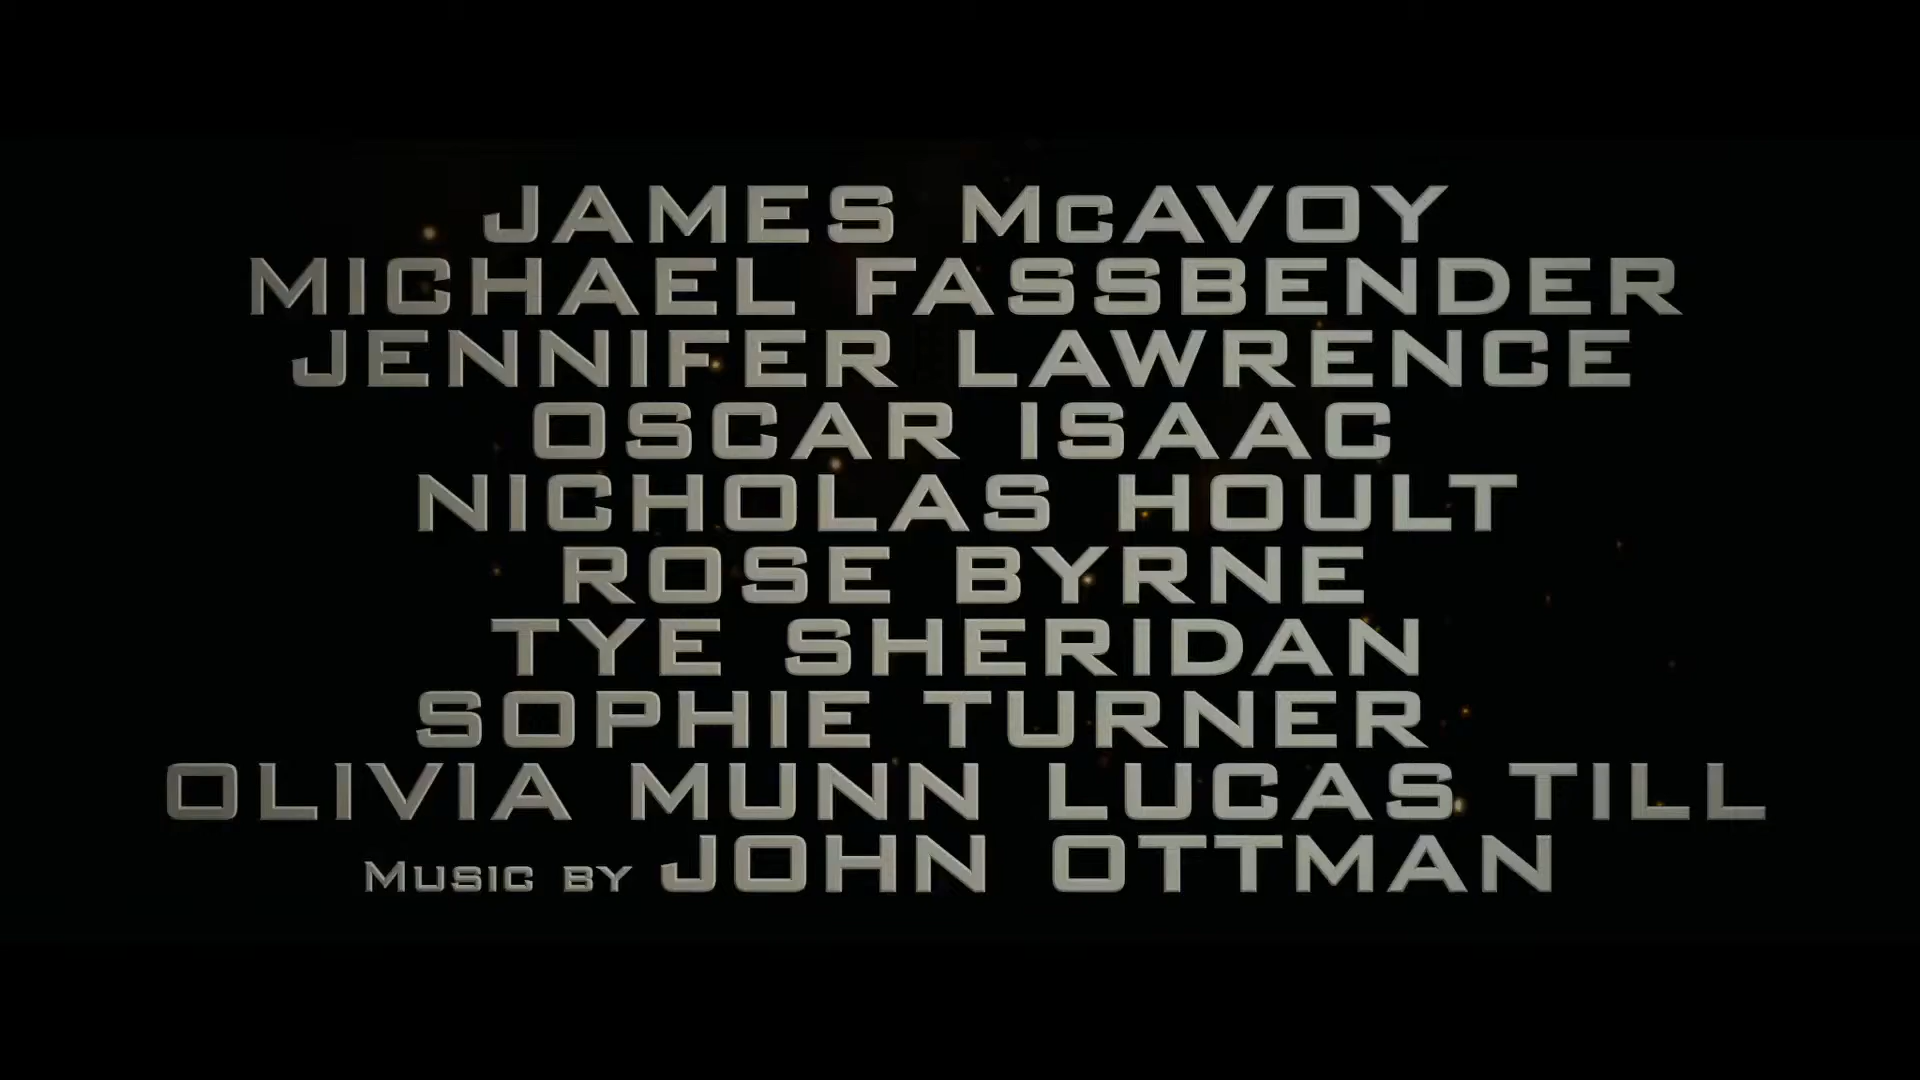 JAMES McAVOY
MICHAEL FASSBENDER
JENNIFER LAWRENCE
OSCAR ISAAC
NICHOLAS HOULT
ROSE BYRNE
TYE SHERIDAN
SOPHIE TURNER
OLIVIA MUNN LUCAS TILL
MUSIC BY JOHN OTTMAN